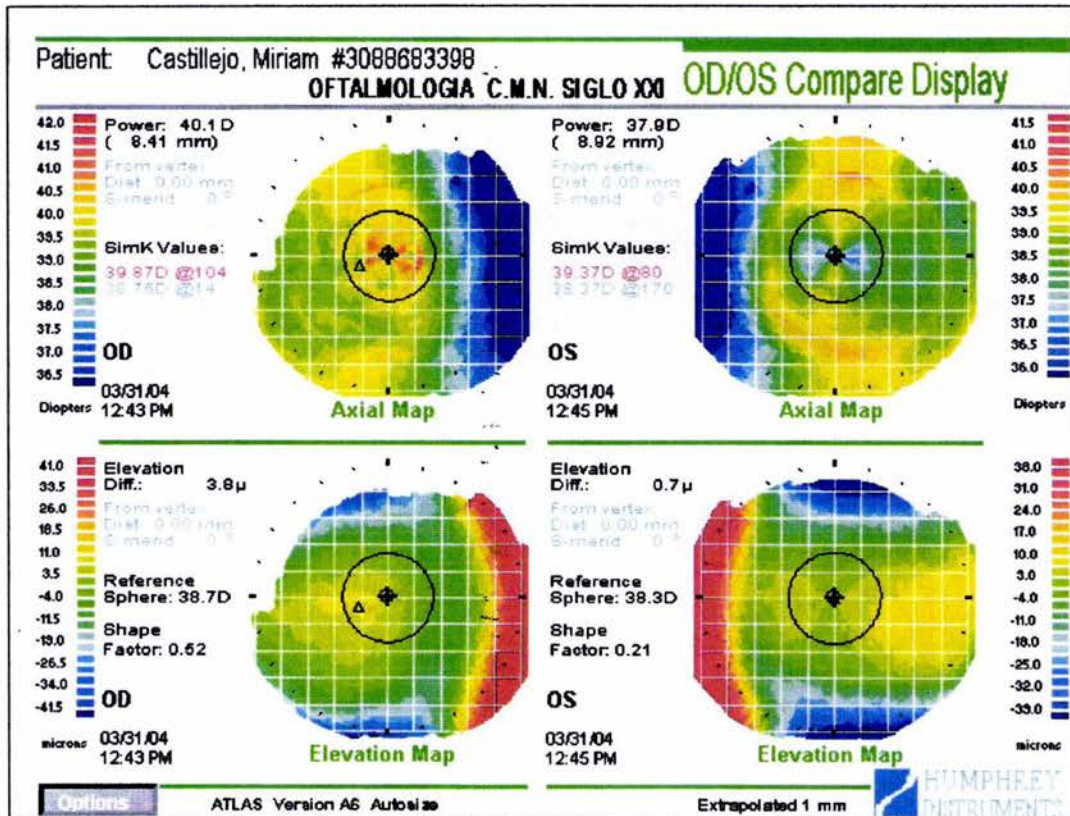 Patient: Castillejo, Miriam #3088683398
OFTALMOLOGIA C.M.N. SIGLO XXI
OD/OS Compare Display
42.0
41.5
41.0
40.5
40.0
39.5
39.0
38.5
38.0
37.5
37.0
36.5
Diopters
Power: 40.1 D
( 8.41 mm)
From vertex
Dist: 0.00 mm
S-merid: 0°
SimK Values:
39.87D @104
@14
OD
03/31/04
12:43 PM
Axial Map
Power: 37.9D
( 8.92 mm)
From vertex
Dist: 0.00 mm
S-merid: 0°
SimK Values:
39.37D @80
38.37D @170
OS
03/31/04
12:45 PM
Axial Map
41.5
41.0
40.5
40.0
39.5
39.0
38.5
38.0
37.5
37.0
36.5
36.0
Diopters
41.0
33.5
26.0
18.5
11.0
3.5
-4.0
-11.5
-19.0
-26.5
-34.0
-41.5
microns
Elevation
Diff.: 3.8µ
From vertex
Dist: 0.00 mm
S-merid: 0°
Reference
Sphere: 38.7D
Shape
Factor: 0.52
OD
03/31/04
12:43 PM
Elevation Map
Elevation
Diff.: 0.7µ
From vertex
Dist: 0.00 mm
S-merid: 0°
Reference
Sphere: 38.3D
Shape
Factor: 0.21
OS
03/31/04
12:45 PM
Elevation Map
38.0
31.0
24.0
17.0
10.0
3.0
-4.0
-11.0
-18.0
-25.0
-32.0
-39.0
microns
Options
ATLAS Version A6 Autosize
Extrapolated 1 mm
HUMPHREY
INSTRUMENTS